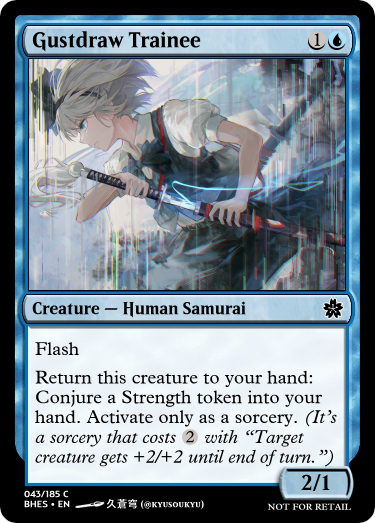 Gustdraw Trainee 1
Creature — Human Samurai
Flash
Return this creature to your hand:
Conjure a Strength token into your
hand. Activate only as a sorcery. (It's
a sorcery that costs 2 with “Target
creature gets +2/+2 until end of turn.”)
2/1
043/185 C
BHES • EN 久蒼穹 (@KYUSOUKYU)
NOT FOR RETAIL